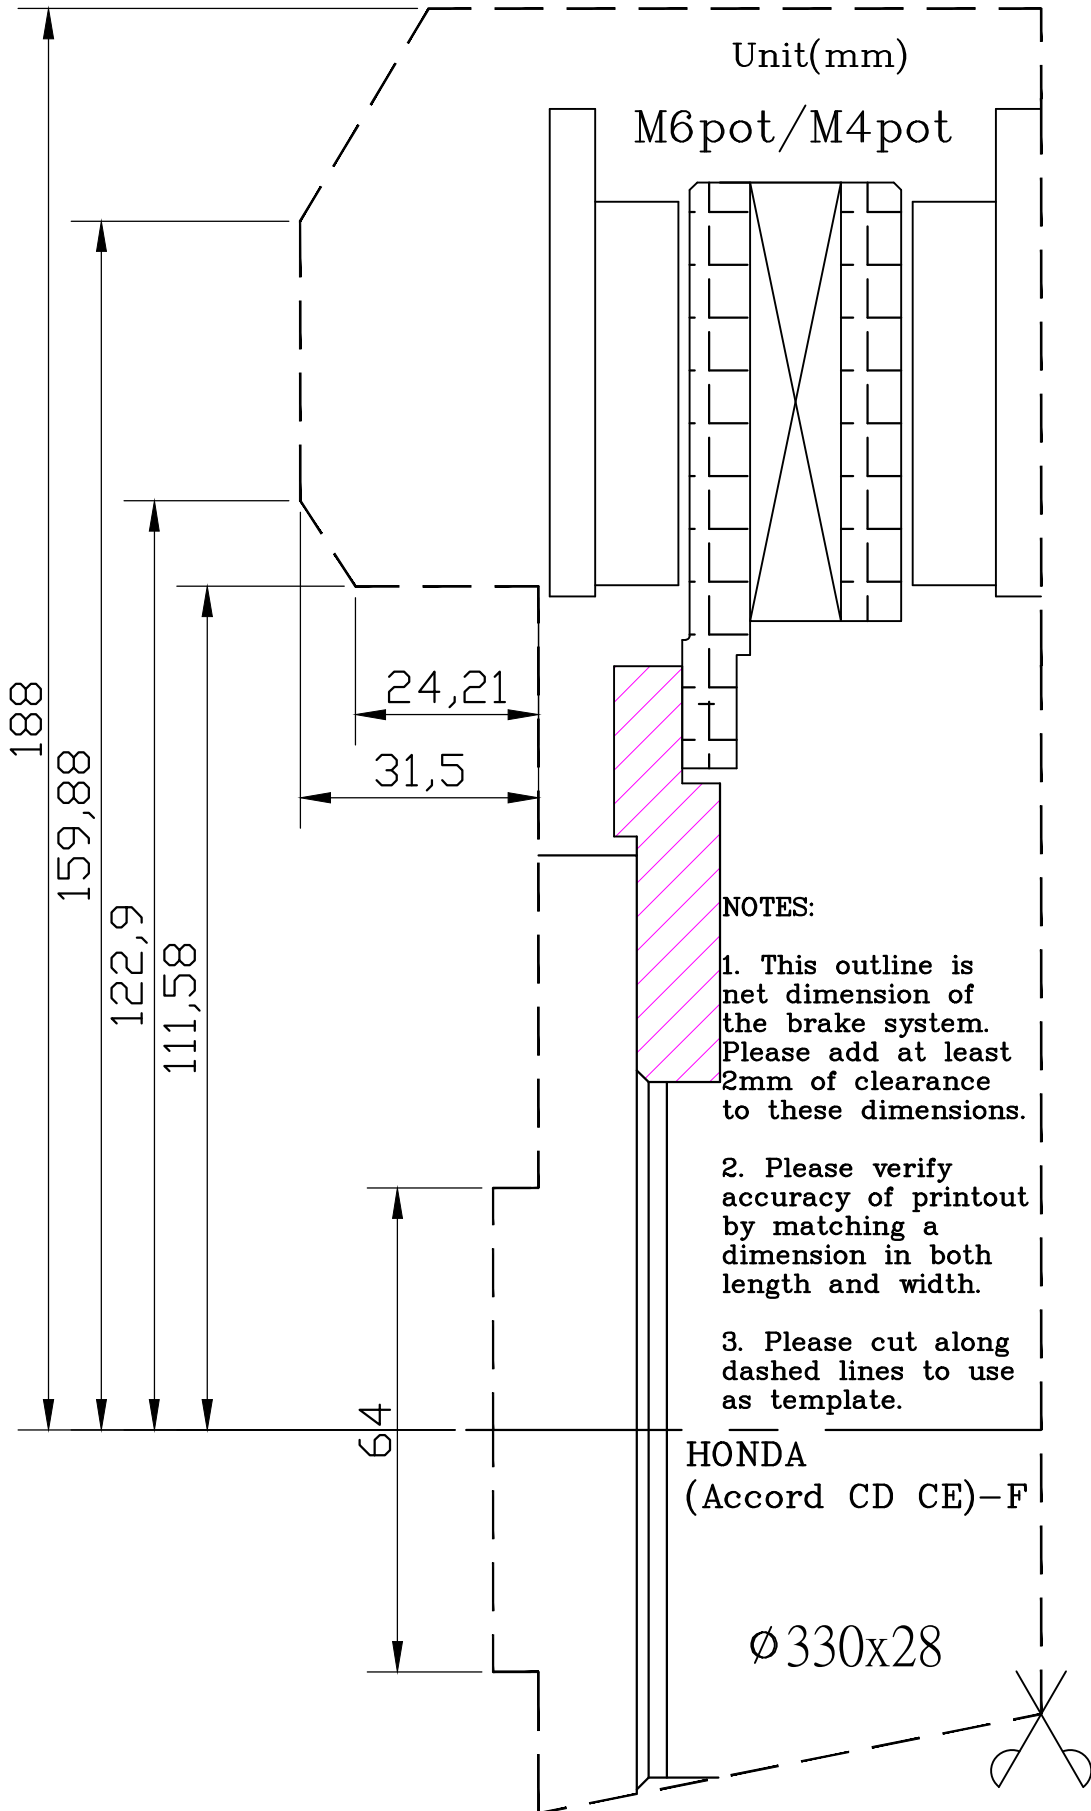 Unit(mm)
M6pot/M4pot
188
159,88
122,9
111,58
24,21
31,5
NOTES:
1. This outline is
net dimension of
the brake system.
Please add at least
2mm of clearance
to these dimensions.
2. Please verify
accuracy of printout
by matching a
dimension in both
length and width.
3. Please cut along
dashed lines to use
as template.
64
HONDA
(Accord CD CE)-F
Ø330x28